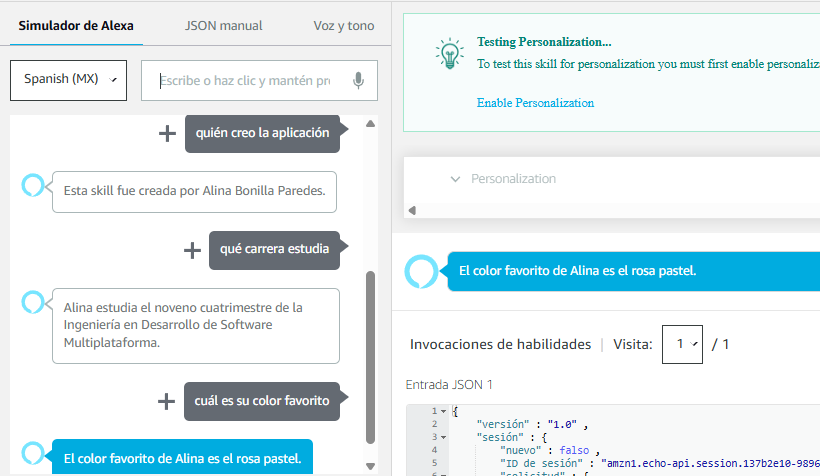 Simulador de Alexa
JSON manual
Voz y tono
Spanish (MX)
Escribe o haz clic y mantén pre
quién creo la aplicación
Esta skill fue creada por Alina Bonilla Paredes.
qué carrera estudia
Alina estudia el noveno cuatrimestre de la
Ingeniería en Desarrollo de Software
Multiplataforma.
cuál es su color favorito
El color favorito de Alina es el rosa pastel.
Testing Personalization...
To test this skill for personalization you must first enable personaliz
Enable Personalization
Personalization
El color favorito de Alina es el rosa pastel.
Invocaciones de habilidades | Visita: 1 / 1
Entrada JSON 1
1 {
2 "versión" : "1.0" ,
3 "sesión" : {
4 "nuevo" : falso ,
5 "ID de sesión" : "amzn1.echo-api.session.137b2e10-9896
6 "solicitud" : {